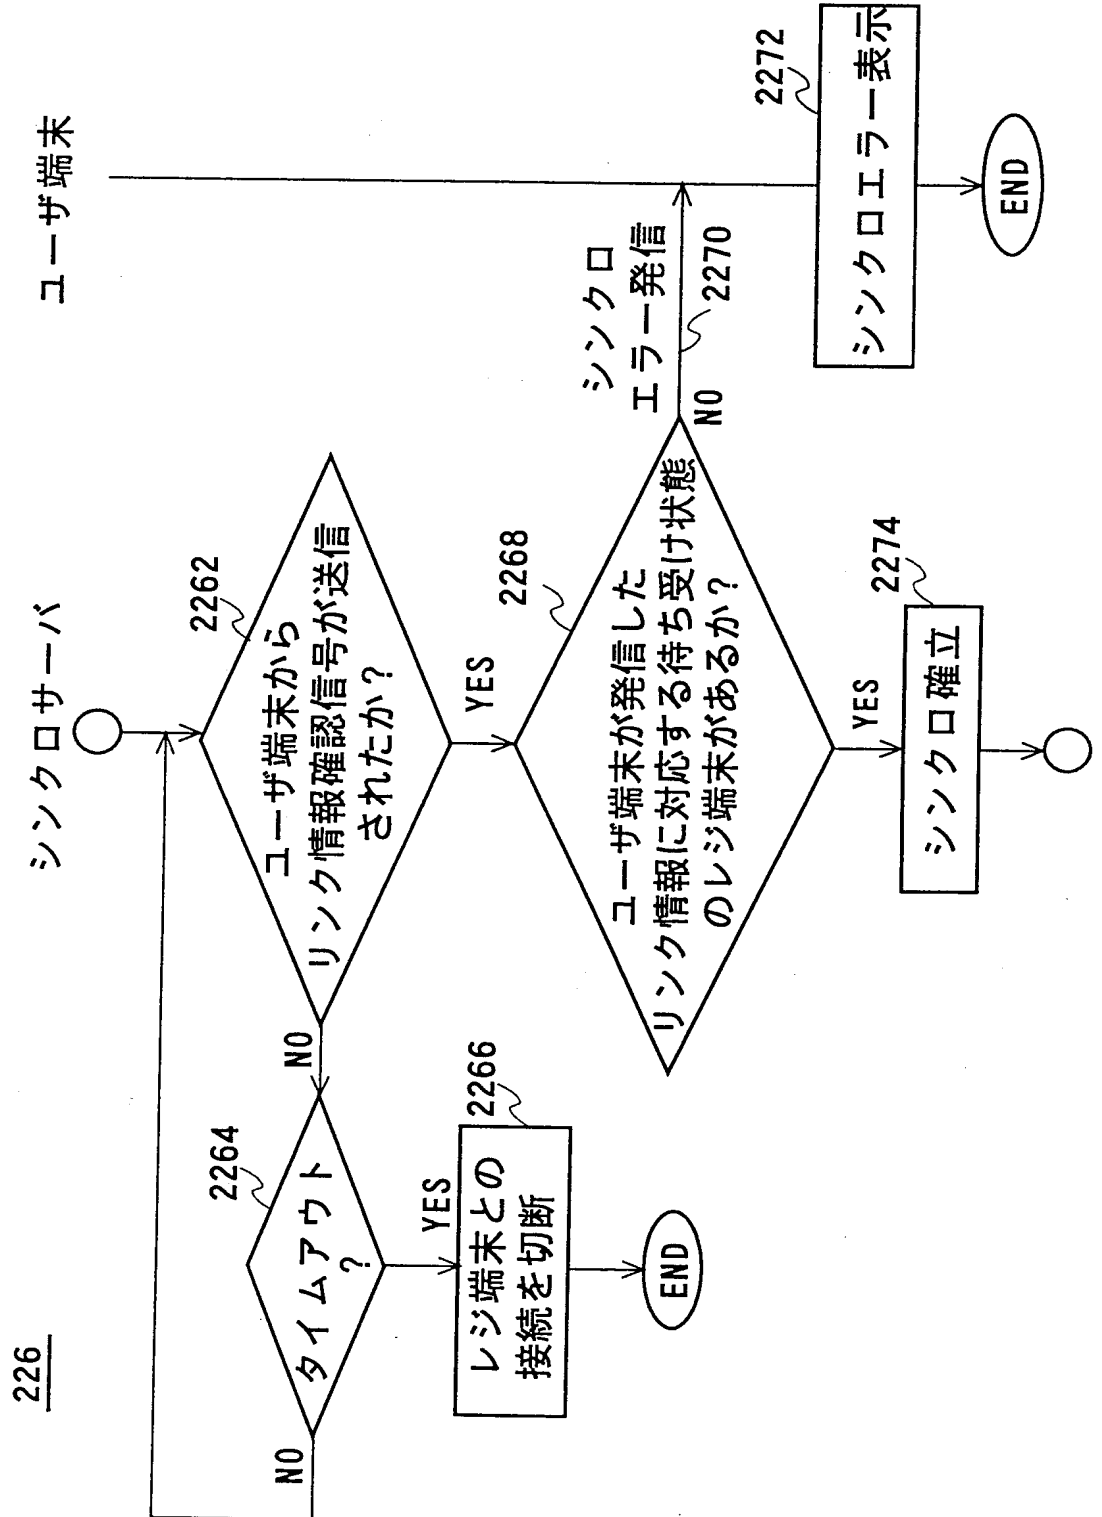 226
シンクロサーバ
ユーザ端末
2262
ユーザ端末から
リンク情報確認信号が送信
されたか？
NO
YES
2264
タイムアウト
？
NO
YES
2266
レジ端末との
接続を切断
END
2268
ユーザ端末が発信した
リンク情報に対応する待ち受け状態
のレジ端末があるか？
NO
YES
シンクロ
エラー発信
2270
2272
シンクロエラー表示
END
2274
シンクロ確立